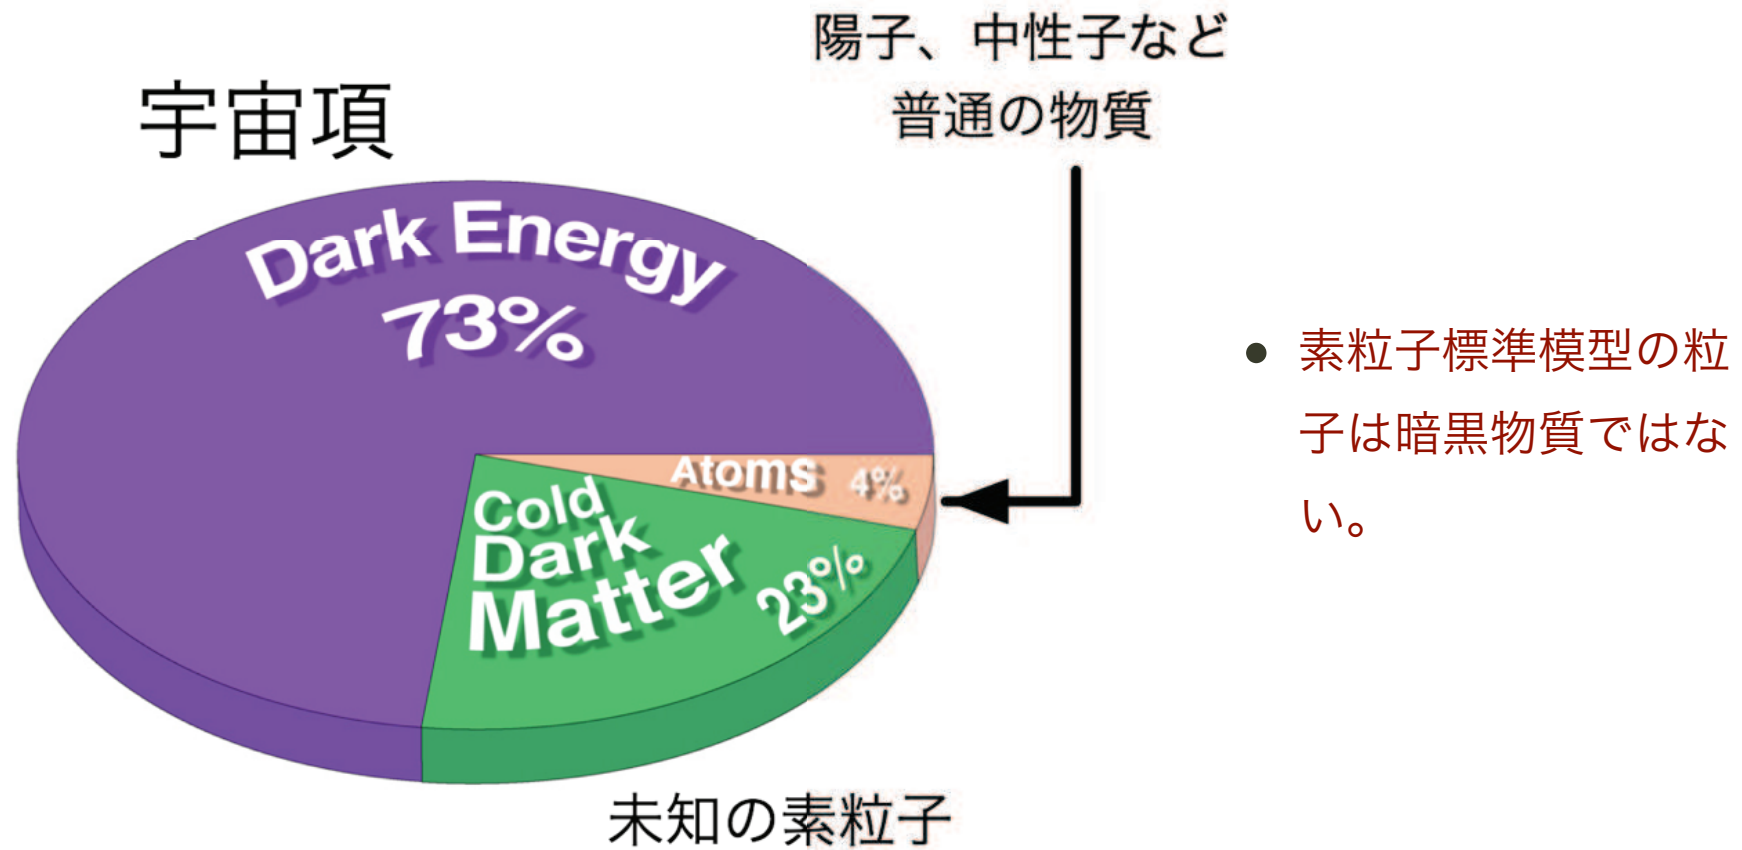 陽子、中性子など
普通の物質
宇宙項
Dark Energy
73%
Atoms 4%
Cold
Dark
Matter
23%
未知の素粒子
• 素粒子標準模型の粒
子は暗黒物質ではな
い。